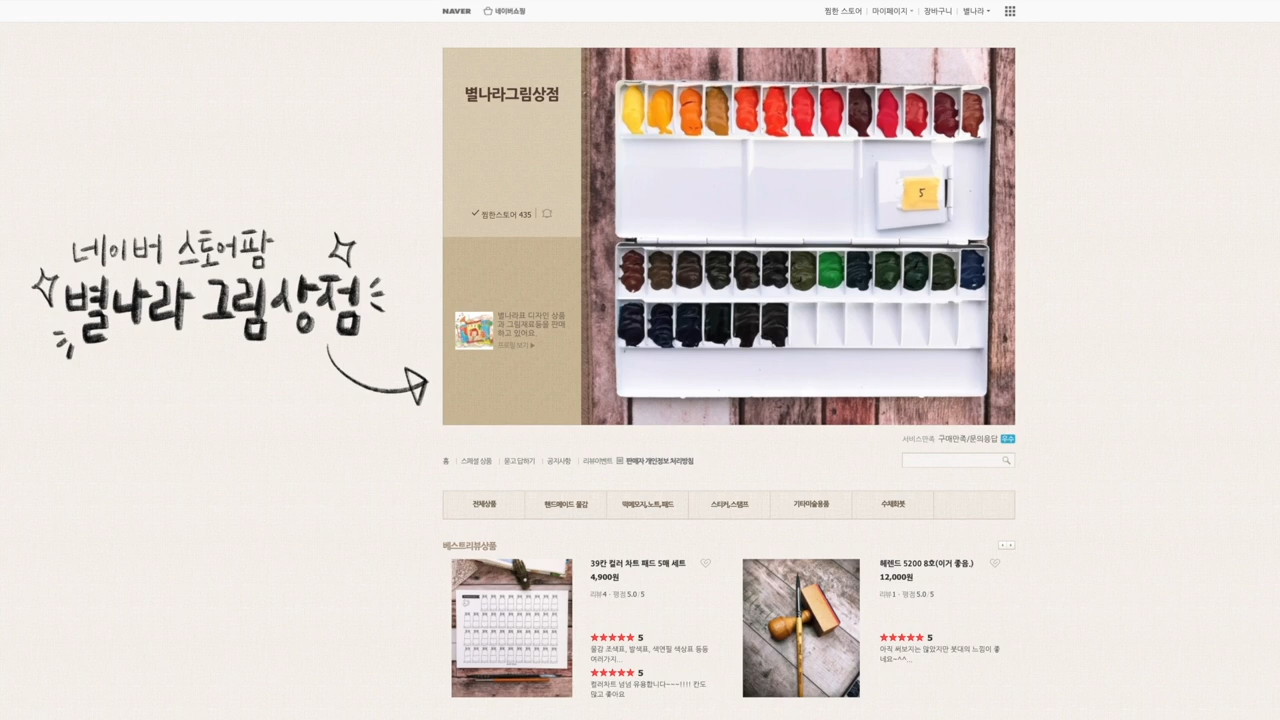 NAVER 네이버쇼핑
찜한 스토어 마이페이지 장바구니 별나라
별나라그림상점
찜한스토어 435
5
네이버 스토어팜
별나라 그림상점
별나라표 디자인 상품
과 그림재료들을 판매
하고 있어요.
프로필 보기 ▶
서비스만족 구매만족/문의응답 우수
홈 스페셜 상품 묻고 답하기 공지사항 리뷰이벤트 판매자 개인정보 처리방침
전체상품 핸드메이드 물감 떡메모지,노트,패드 스티커,스탬프 기타미술용품 수채화붓
베스트리뷰상품
39칸 컬러 차트 패드 5매 세트
4,900원
리뷰4 · 평점 5.0/5
★★★★★ 5
물감 조색표, 발색표, 색연필 색상표 등등
여러가지...
★★★★★ 5
컬러차트 넘넘 유용합니다~~~!!!! 칸도
많고 좋아요
헤렌드 5200 8호(이거 좋음.)
12,000원
리뷰1 · 평점 5.0/5
★★★★★ 5
아직 써보지는 않았지만 붓대의 느낌이 좋
네요~^^...